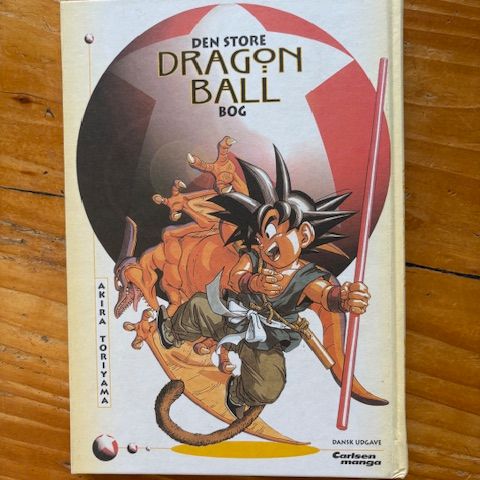 DEN STORE
DRAGON
BALL
BOG
AKIRA TORIYAMA
DANSK UDGAVE
Carlsen
manga